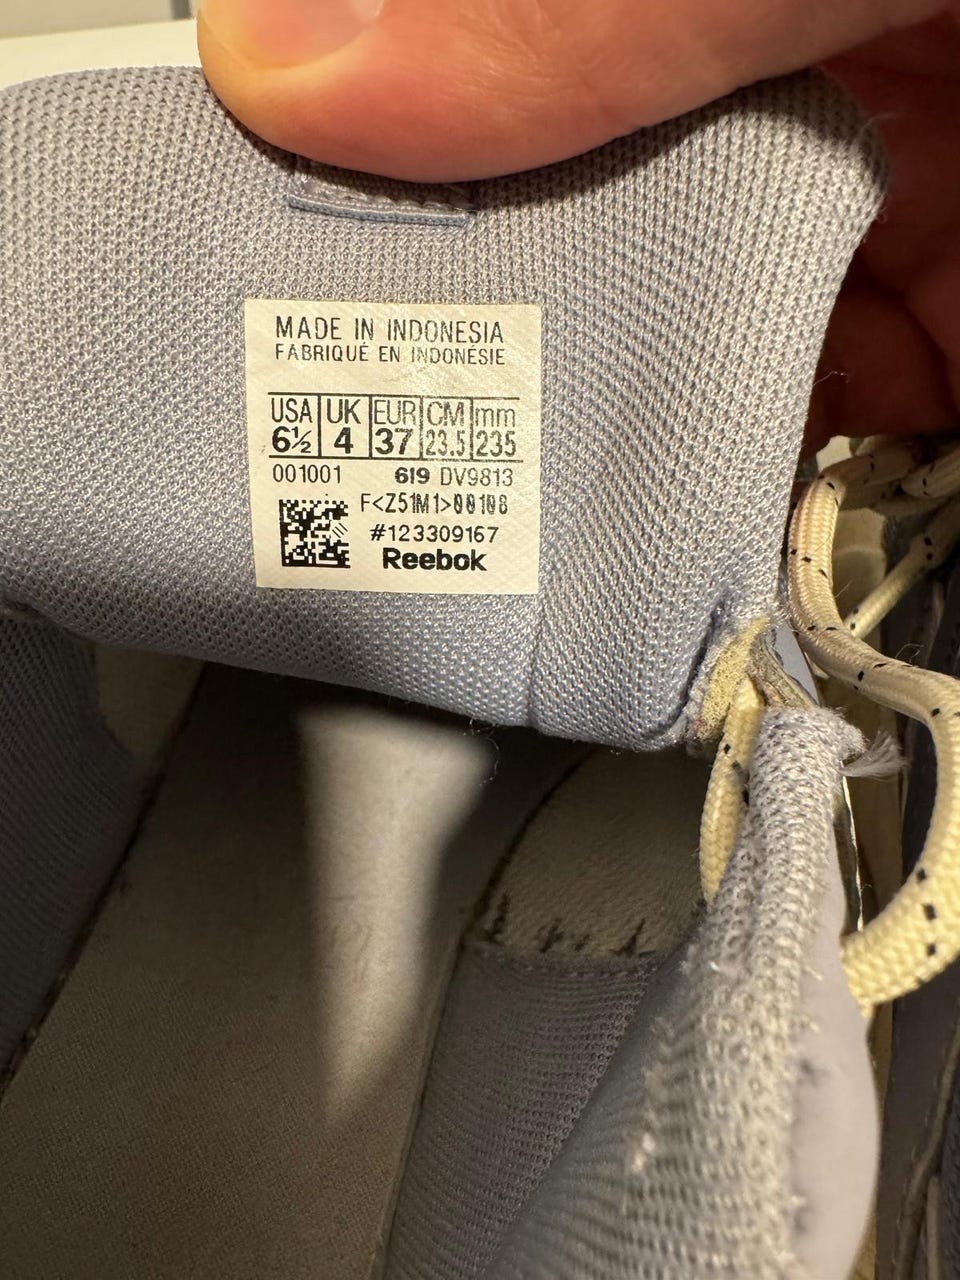 MADE IN INDONESIA
FABRIQUÉ EN INDONÉSIE
USA UK EUR CM mm
6½ 4 37 23.5 235
001001 619 DV9813
F<Z51M1>00108
#123309167
Reebok